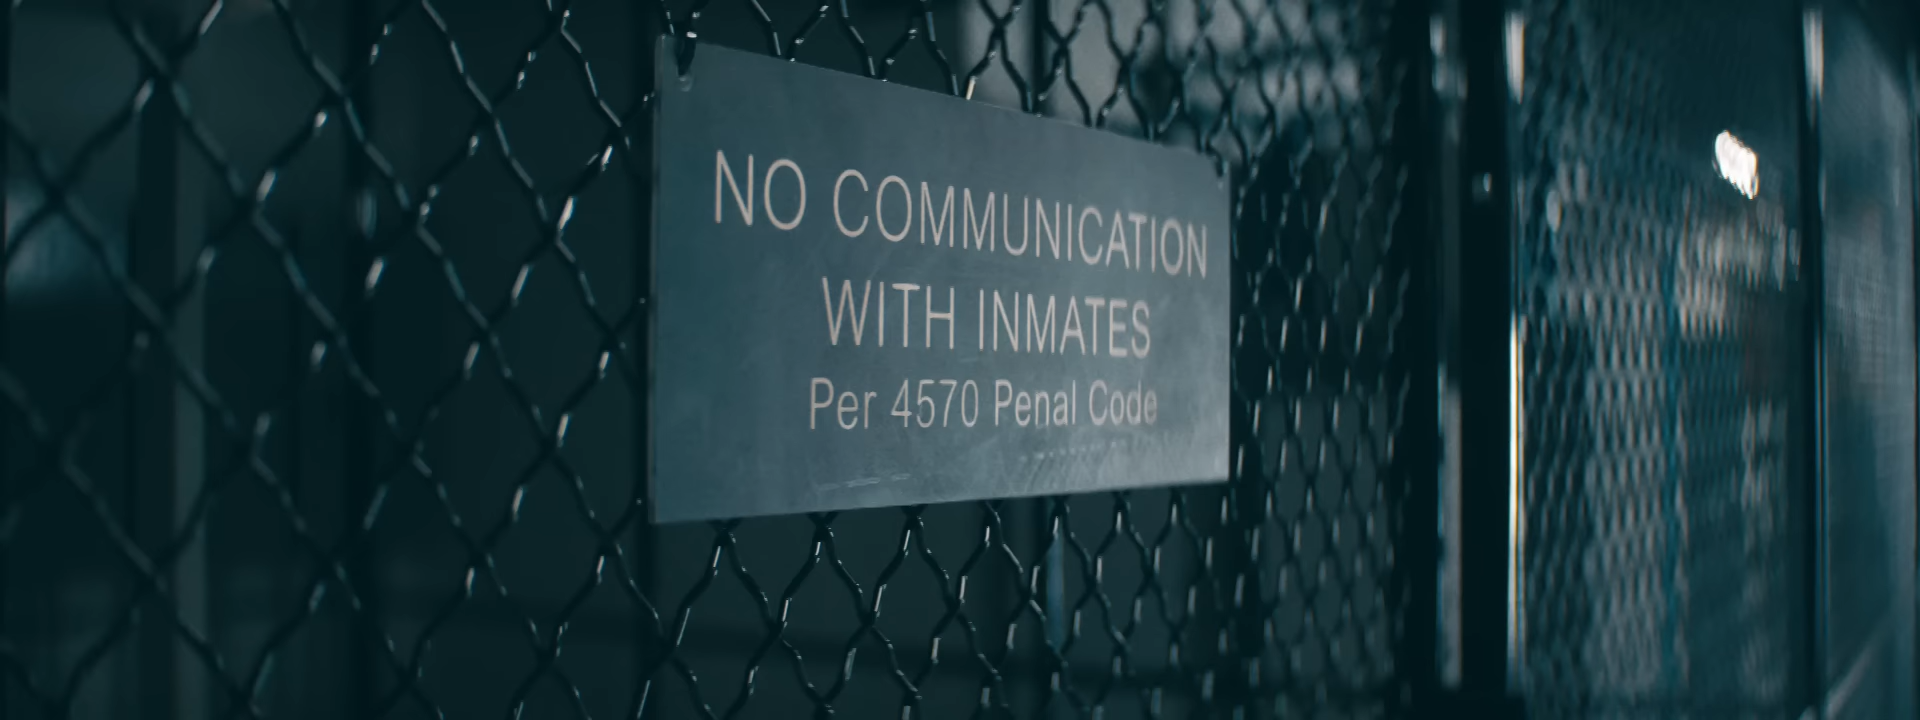 NO COMMUNICATION
WITH INMATES
Per 4570 Penal Code